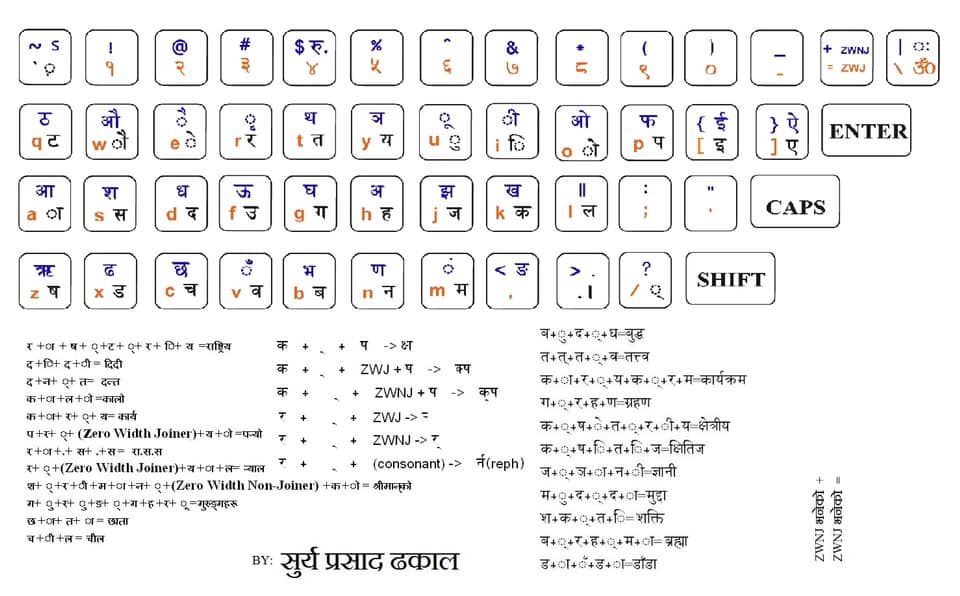 ~ ऽ ! @ # $ रु. % ^ & * ( ) _ + ZWNJ | ः
` ़ १ २ ३ ४ ५ ६ ७ ८ ९ ० - = ZWJ \ ॐ
ठ औ ै ृ थ ञ ू ी ओ फ { ई } ऐ ENTER
q ट w ौ e े r र t त y य u ु i ि o ो p प [ इ ] ए
आ श ध ऊ घ अ झ ख ॥ : " CAPS
a ा s स d द f उ g ग h ह j ज k क l ल ; '
ऋ ढ छ ँ भ ण ं < ङ > . ? SHIFT
z ष x ड c च v व b ब n न m म , .। / ्
र +ा + ष+ ्+ट+ ्+ र+ ि+ य =राष्ट्रिय
द+ि+ द+ी= दिदी
द+न+ ्+ त= दन्त
क+ा+ल+ो=कालो
क+ा+ र+ ्+ य= कार्य
प+र+ ्+ (Zero Width Joiner)+य+ो=पर्‍यो
र+ा+.+ स+ .+स= रा.स.स
र+ ्+(Zero Width Joiner)+य+ा+ल= र्‍याल
श+ ्+र+ी+म+ा+न+ ्+(Zero Width Non-Joiner) +क+ो= श्रीमान्‌को
ग+ ु+र+ ु+ङ+ ्+ग+ह+र+ ू=गुरुङ्गहरू
छ+ा+ त+ ा= छाता
च+ी+ल= चील
क + ् + ष -> क्ष
क + ् + ZWJ + ष -> क्‍ष
क + ् + ZWNJ + ष -> क्‌ष
र + ् + ZWJ -> र्‍
र + ् + ZWNJ -> र्‌
र + ् + (consonant) -> र्न(reph)
ब+ु+द+्+ध=बुद्ध
त+त्+त+्+व=तत्त्व
क+ा+र+्+य+क+्+र+म=कार्यक्रम
ग+्+र+ह+ण=ग्रहण
क+्+ष+े+त+्+र+ी+य=क्षेत्रीय
क+्+ष+ि+त+ि+ज=क्षितिज
ज+्+ञ+ा+न+ी=ज्ञानी
म+ु+द+्+द+ा=मुद्दा
श+क+्+त+ि=शक्ति
ब+्+र+ह+्+म+ा=ब्रह्मा
ड+ा+ँ+ड+ा=डाँडा
ZWNJ भनेको +
ZWNJ भनेको =
BY: सुर्य प्रसाद ढकाल